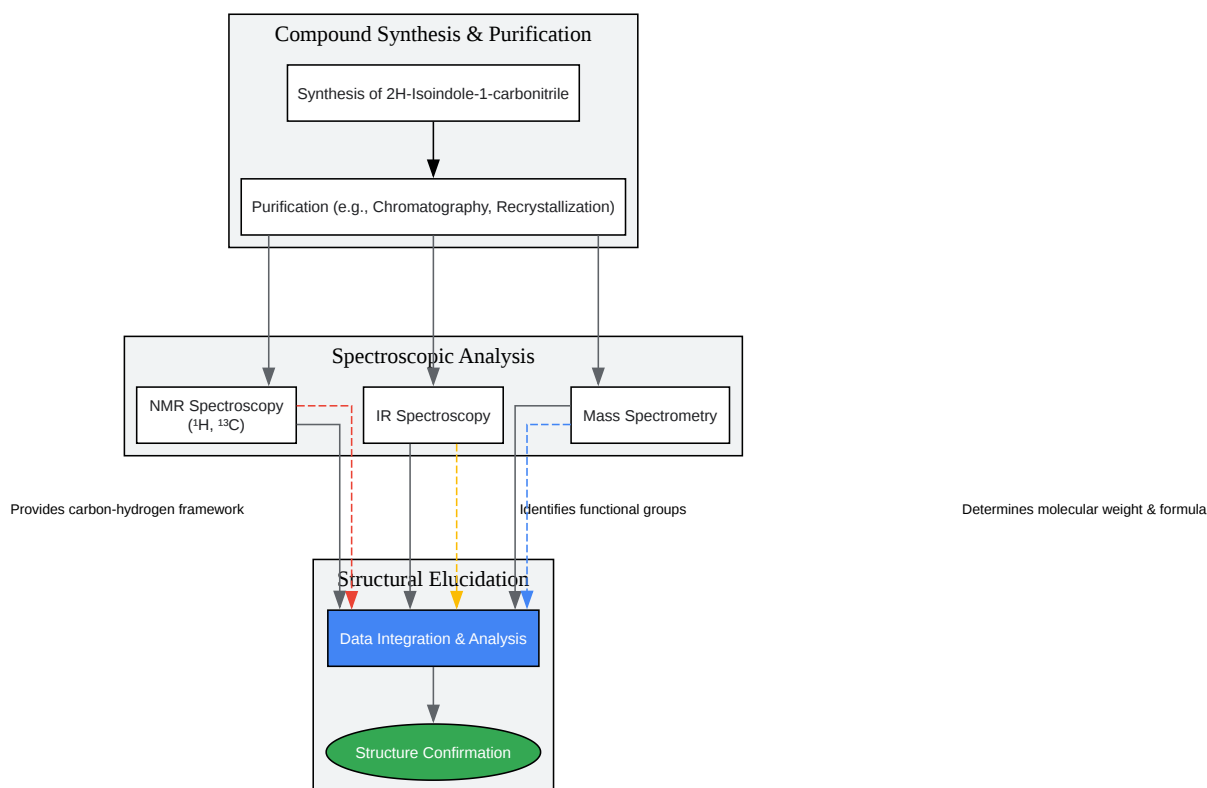 Compound Synthesis & Purification
Synthesis of 2H-Isoindole-1-carbonitrile
Purification (e.g., Chromatography, Recrystallization)
Spectroscopic Analysis
NMR Spectroscopy
(¹H, ¹³C)
IR Spectroscopy
Mass Spectrometry
Provides carbon-hydrogen framework
Identifies functional groups
Determines molecular weight & formula
Structural Elucidation
Data Integration & Analysis
Structure Confirmation